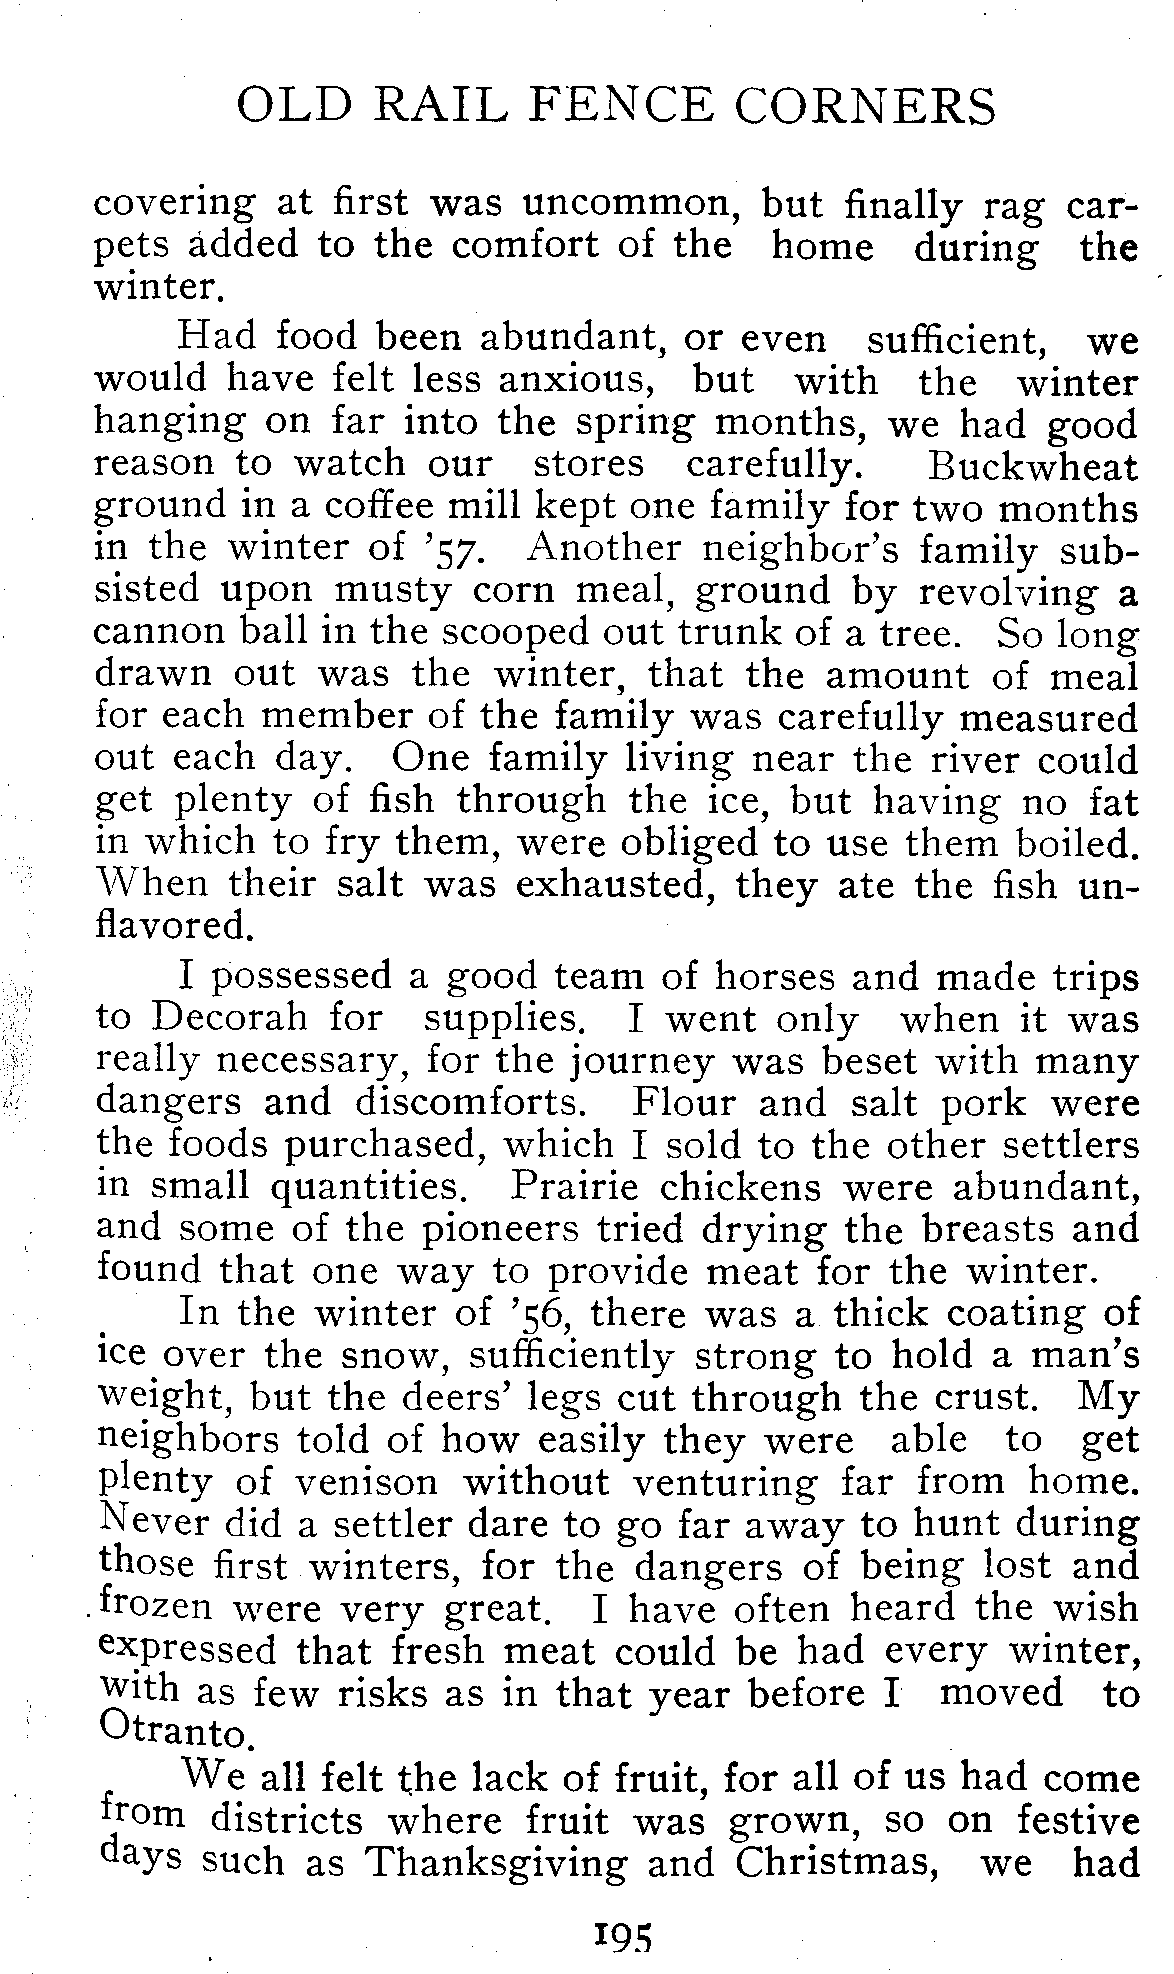 OLD RAIL FENCE CORNERS
covering at first was uncommon, but finally rag car-
pets added to the comfort of the home during the
winter.
Had food been abundant, or even sufficient, we
would have felt less anxious, but with the winter
hanging on far into the spring months, we had good
reason to watch our stores carefully. Buckwheat
ground in a coffee mill kept one family for two months
in the winter of ’57. Another neighbor’s family sub-
sisted upon musty corn meal, ground by revolving a
cannon ball in the scooped out trunk of a tree. So long
drawn out was the winter, that the amount of meal
for each member of the family was carefully measured
out each day. One family living near the river could
get plenty of fish through the ice, but having no fat
in which to fry them, were obliged to use them boiled.
When their salt was exhausted, they ate the fish un-
flavored.
I possessed a good team of horses and made trips
to Decorah for supplies. I went only when it was
really necessary, for the journey was beset with many
dangers and discomforts. Flour and salt pork were
the foods purchased, which I sold to the other settlers
in small quantities. Prairie chickens were abundant,
and some of the pioneers tried drying the breasts and
found that one way to provide meat for the winter.
In the winter of ’56, there was a thick coating of
ice over the snow, sufficiently strong to hold a man’s
weight, but the deers’ legs cut through the crust. My
neighbors told of how easily they were able to get
plenty of venison without venturing far from home.
Never did a settler dare to go far away to hunt during
those first winters, for the dangers of being lost and
frozen were very great. I have often heard the wish
expressed that fresh meat could be had every winter,
with as few risks as in that year before I moved to
Otranto.
We all felt the lack of fruit, for all of us had come
from districts where fruit was grown, so on festive
days such as Thanksgiving and Christmas, we had
195